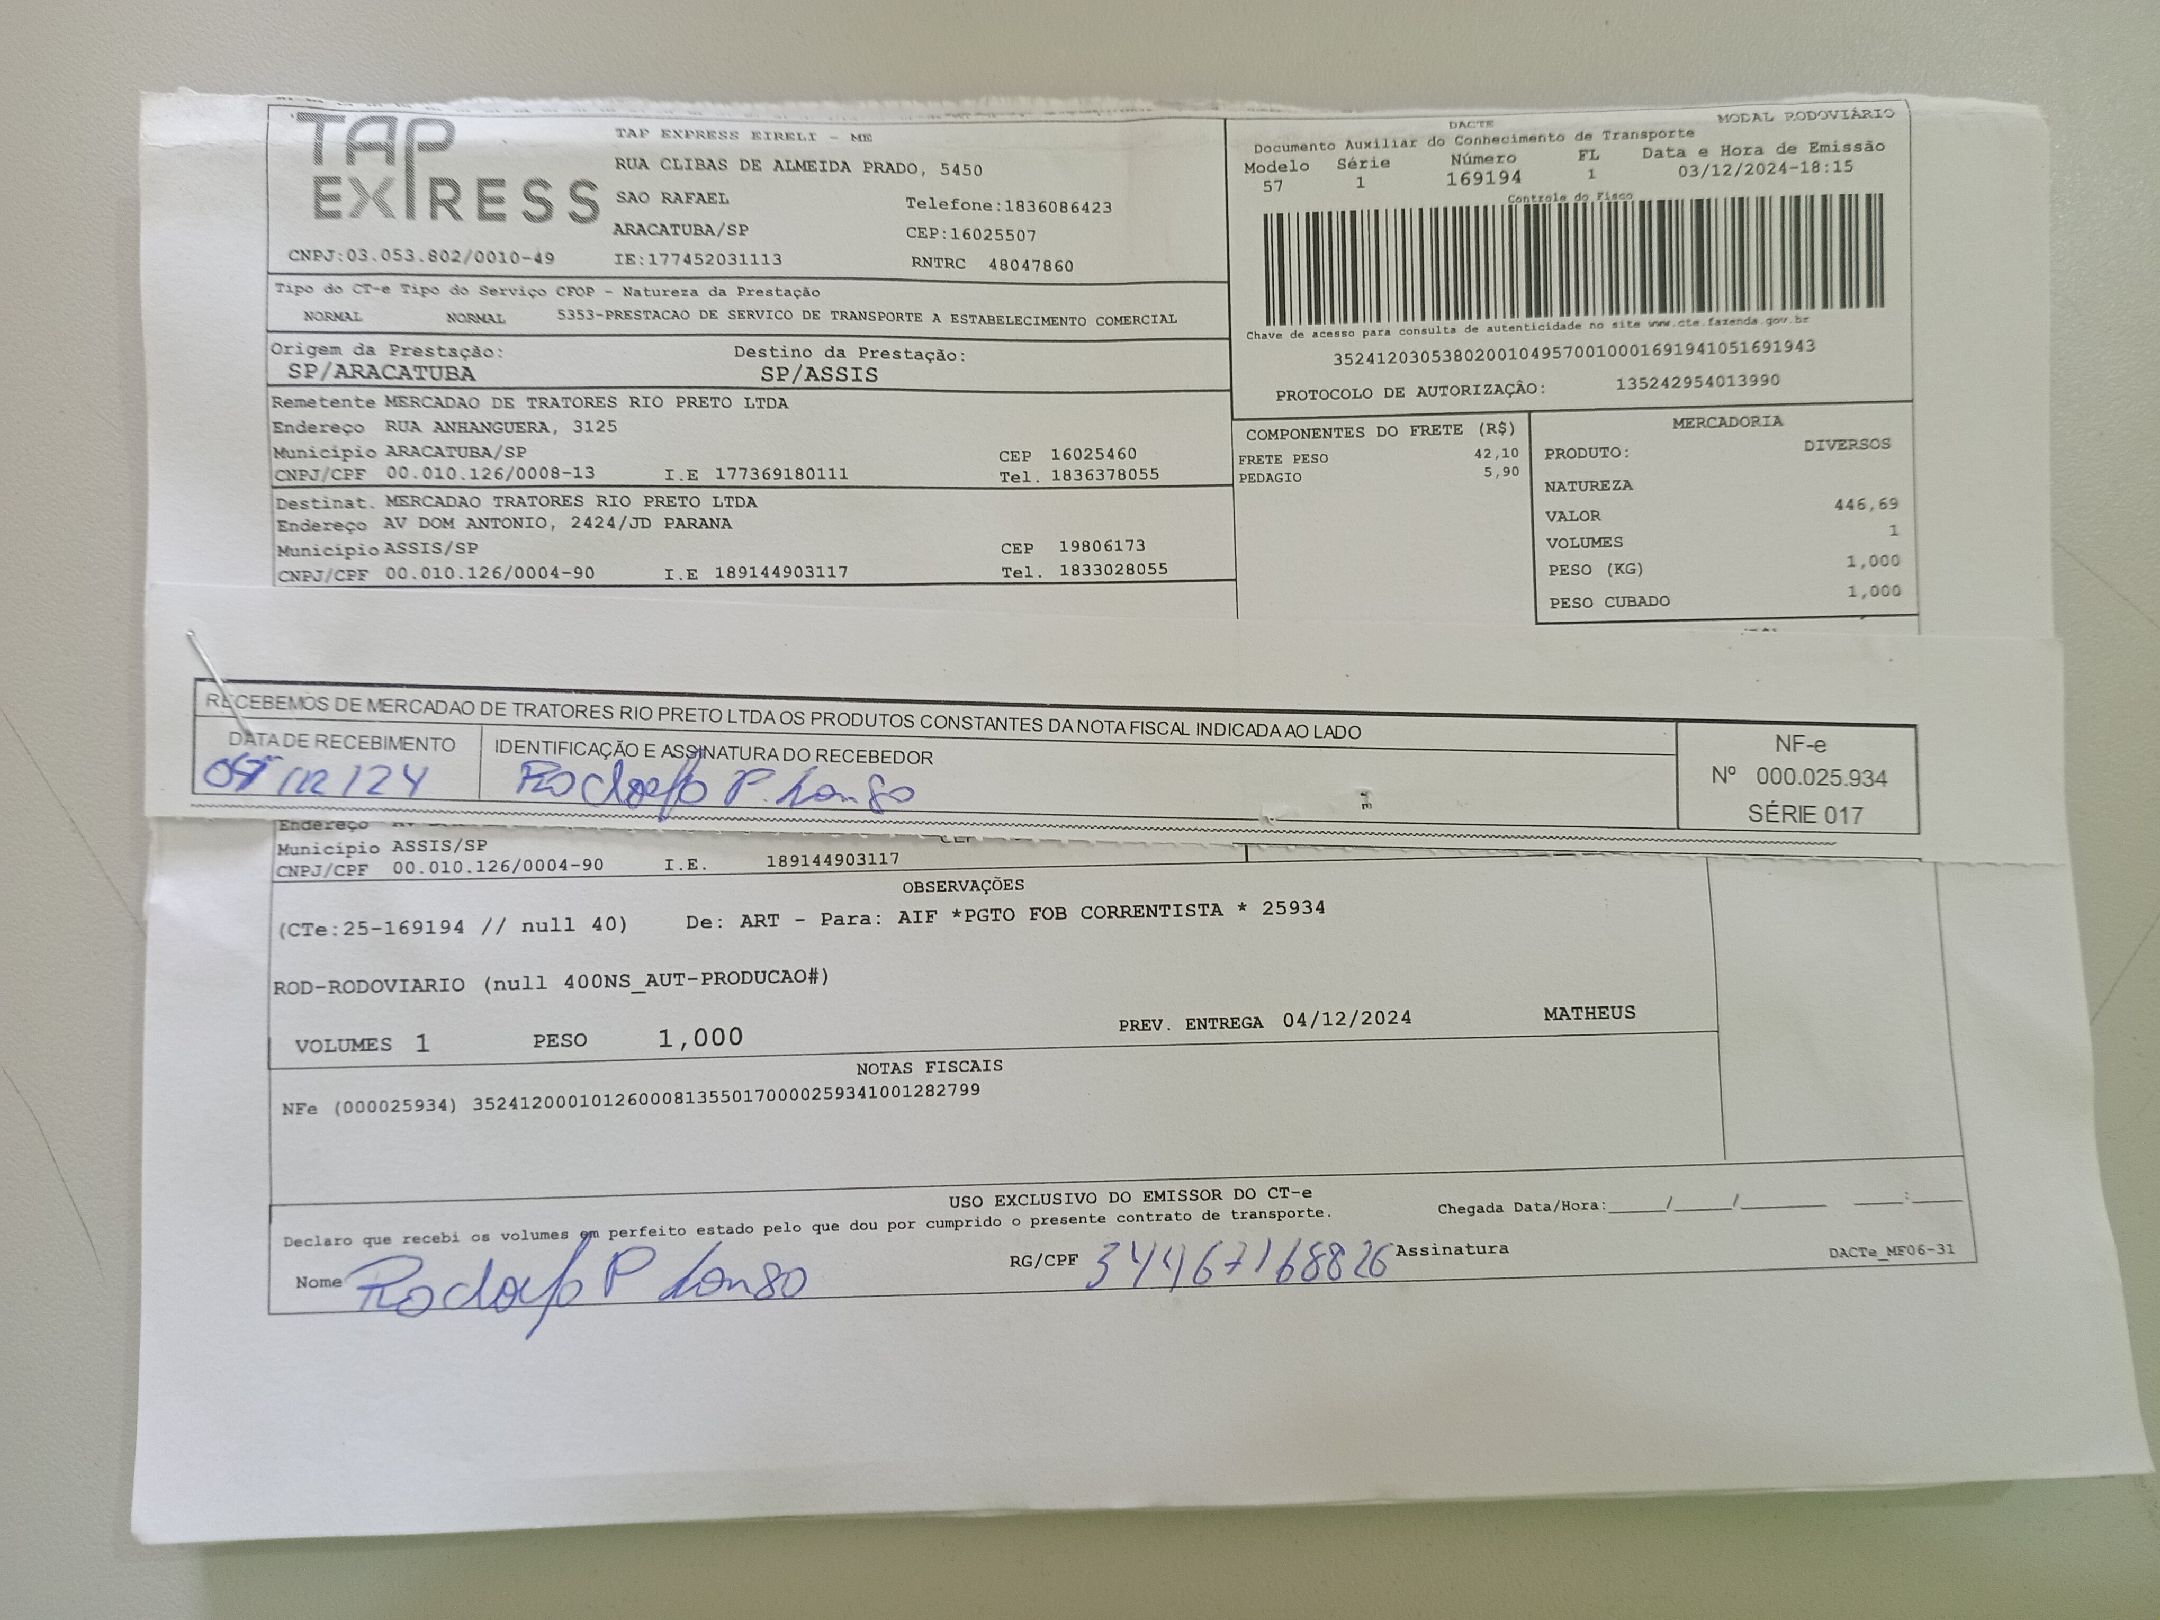 TAP EXPRESS
TAP EXPRESS EIRELI - ME
RUA CLIBAS DE ALMEIDA PRADO, 5450
SAO RAFAEL
Telefone:1836086423
ARACATUBA/SP
CEP:16025507
CNPJ:03.053.802/0010-49
IE:177452031113
RNTRC 48047860
MODAL RODOVIÁRIO
DACTE
Documento Auxiliar do Conhecimento de Transporte
Modelo Série Número FL Data e Hora de Emissão
57 1 169194 1 03/12/2024-18:15
Controle do Fisco
Chave de acesso para consulta de autenticidade no site www.cte.fazenda.gov.br
35241203053802001049570010001691941051691943
PROTOCOLO DE AUTORIZAÇÃO: 135242954013990
Tipo do CT-e Tipo do Serviço CFOP - Natureza da Prestação
NORMAL NORMAL 5353-PRESTACAO DE SERVICO DE TRANSPORTE A ESTABELECIMENTO COMERCIAL
Origem da Prestação: Destino da Prestação:
SP/ARACATUBA SP/ASSIS
Remetente MERCADAO DE TRATORES RIO PRETO LTDA
Endereço RUA ANHANGUERA, 3125
Município ARACATUBA/SP CEP 16025460
CNPJ/CPF 00.010.126/0008-13 I.E 177369180111 Tel. 1836378055
Destinat. MERCADAO TRATORES RIO PRETO LTDA
Endereço AV DOM ANTONIO, 2424/JD PARANA
Município ASSIS/SP CEP 19806173
CNPJ/CPF 00.010.126/0004-90 I.E 189144903117 Tel. 1833028055
COMPONENTES DO FRETE (R$)
FRETE PESO 42,10
PEDAGIO 5,90
MERCADORIA
PRODUTO: DIVERSOS
NATUREZA
VALOR 446,69
VOLUMES 1
PESO (KG) 1,000
PESO CUBADO 1,000
RECEBEMOS DE MERCADAO DE TRATORES RIO PRETO LTDA OS PRODUTOS CONSTANTES DA NOTA FISCAL INDICADA AO LADO
DATA DE RECEBIMENTO IDENTIFICAÇÃO E ASSINATURA DO RECEBEDOR
/12/24 Rodolfo P. Lonso
NF-e
Nº 000.025.934
SÉRIE 017
Endereço
Município ASSIS/SP
CNPJ/CPF 00.010.126/0004-90 I.E. 189144903117
OBSERVAÇÕES
(CTe:25-169194 // null 40) De: ART - Para: AIF *PGTO FOB CORRENTISTA * 25934
ROD-RODOVIARIO (null 400NS_AUT-PRODUCAO#)
VOLUMES 1 PESO 1,000 PREV. ENTREGA 04/12/2024 MATHEUS
NOTAS FISCAIS
NFe (000025934) 35241200010126000813550170000259341001282799
USO EXCLUSIVO DO EMISSOR DO CT-e
Declaro que recebi os volumes em perfeito estado pelo que dou por cumprido o presente contrato de transporte.
Chegada Data/Hora:____/____/______ ____:____
Nome Rodolfo P Lonso RG/CPF 34467168826 Assinatura
DACTe_MF06-31